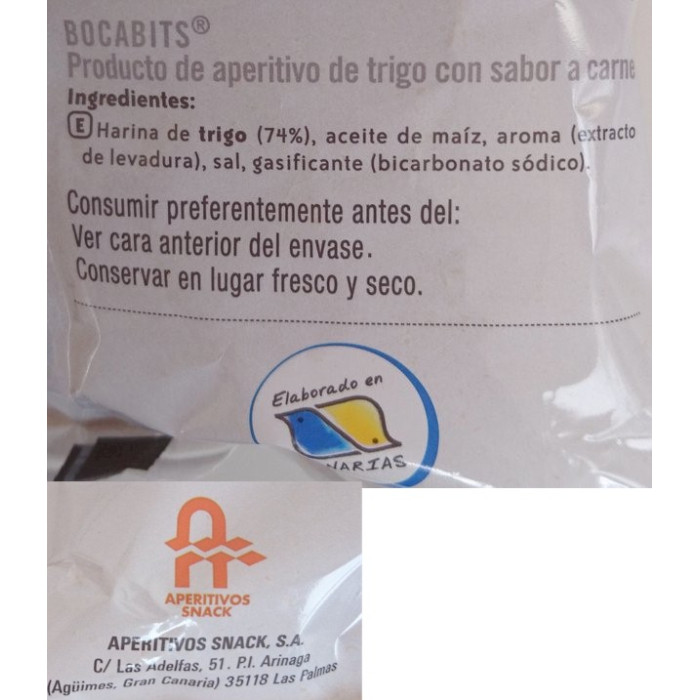 BOCABITS®
Producto de aperitivo de trigo con sabor a carne
Ingredientes:
E Harina de trigo (74%), aceite de maíz, aroma (extracto
de levadura), sal, gasificante (bicarbonato sódico).
Consumir preferentemente antes del:
Ver cara anterior del envase.
Conservar en lugar fresco y seco.
Elaborado en
NARIAS
APERITIVOS
SNACK
APERITIVOS SNACK, S.A.
C/ Las Adelfas, 51. P.I. Arinaga
(Agüimes, Gran Canaria) 35118 Las Palmas